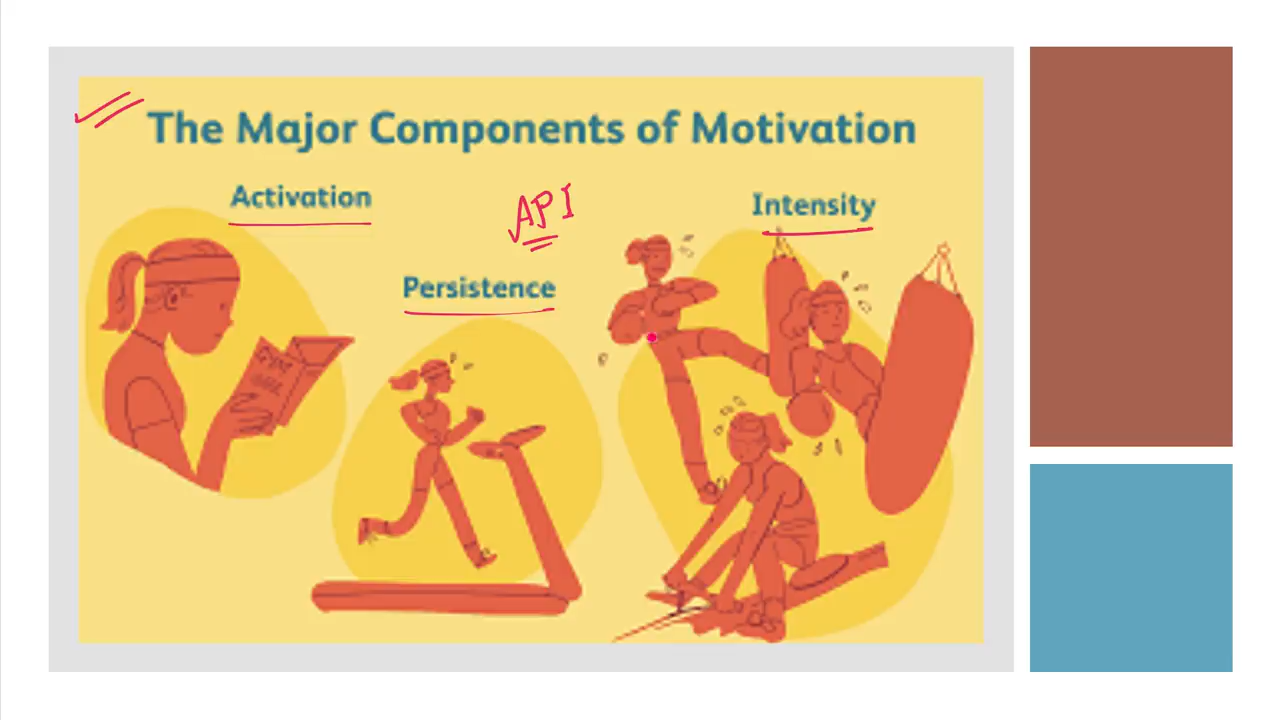 The Major Components of Motivation
Activation
API
Intensity
Persistence